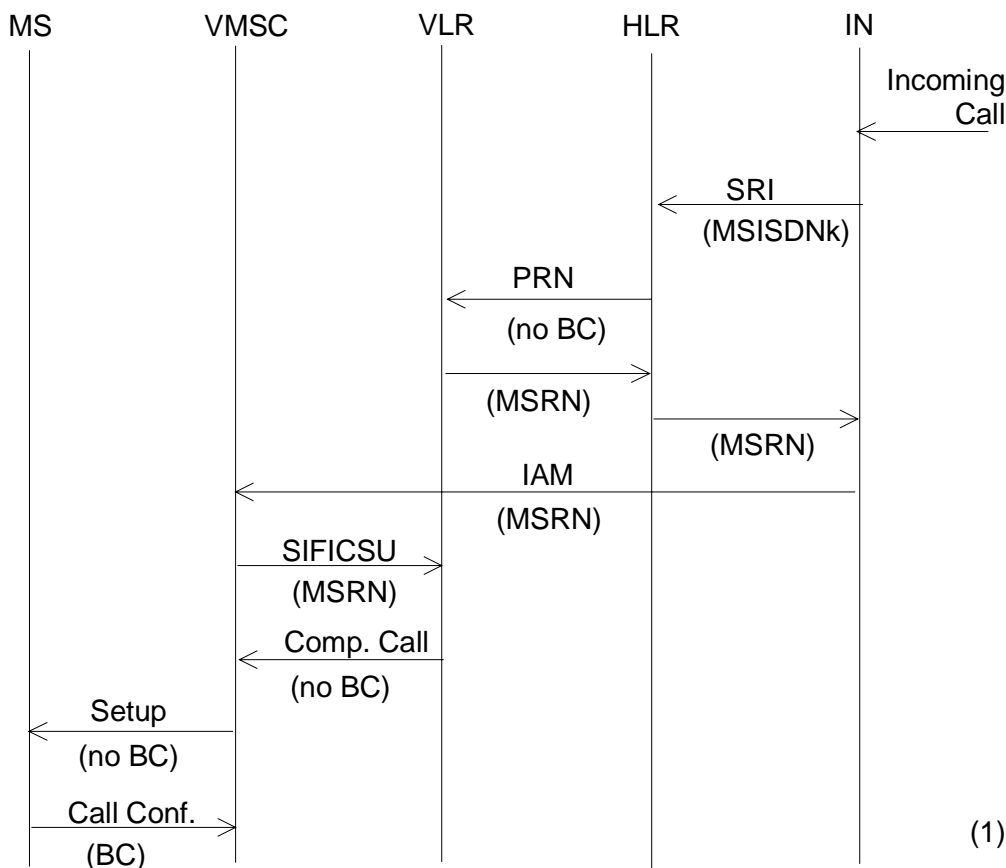 MS VMSC VLR HLR IN
Incoming
Call
SRI
(MSISDNk)
PRN
(no BC)
(MSRN)
(MSRN)
IAM
(MSRN)
SIFICSU
(MSRN)
Comp. Call
(no BC)
Setup
(no BC)
Call Conf.
(BC)
(1)